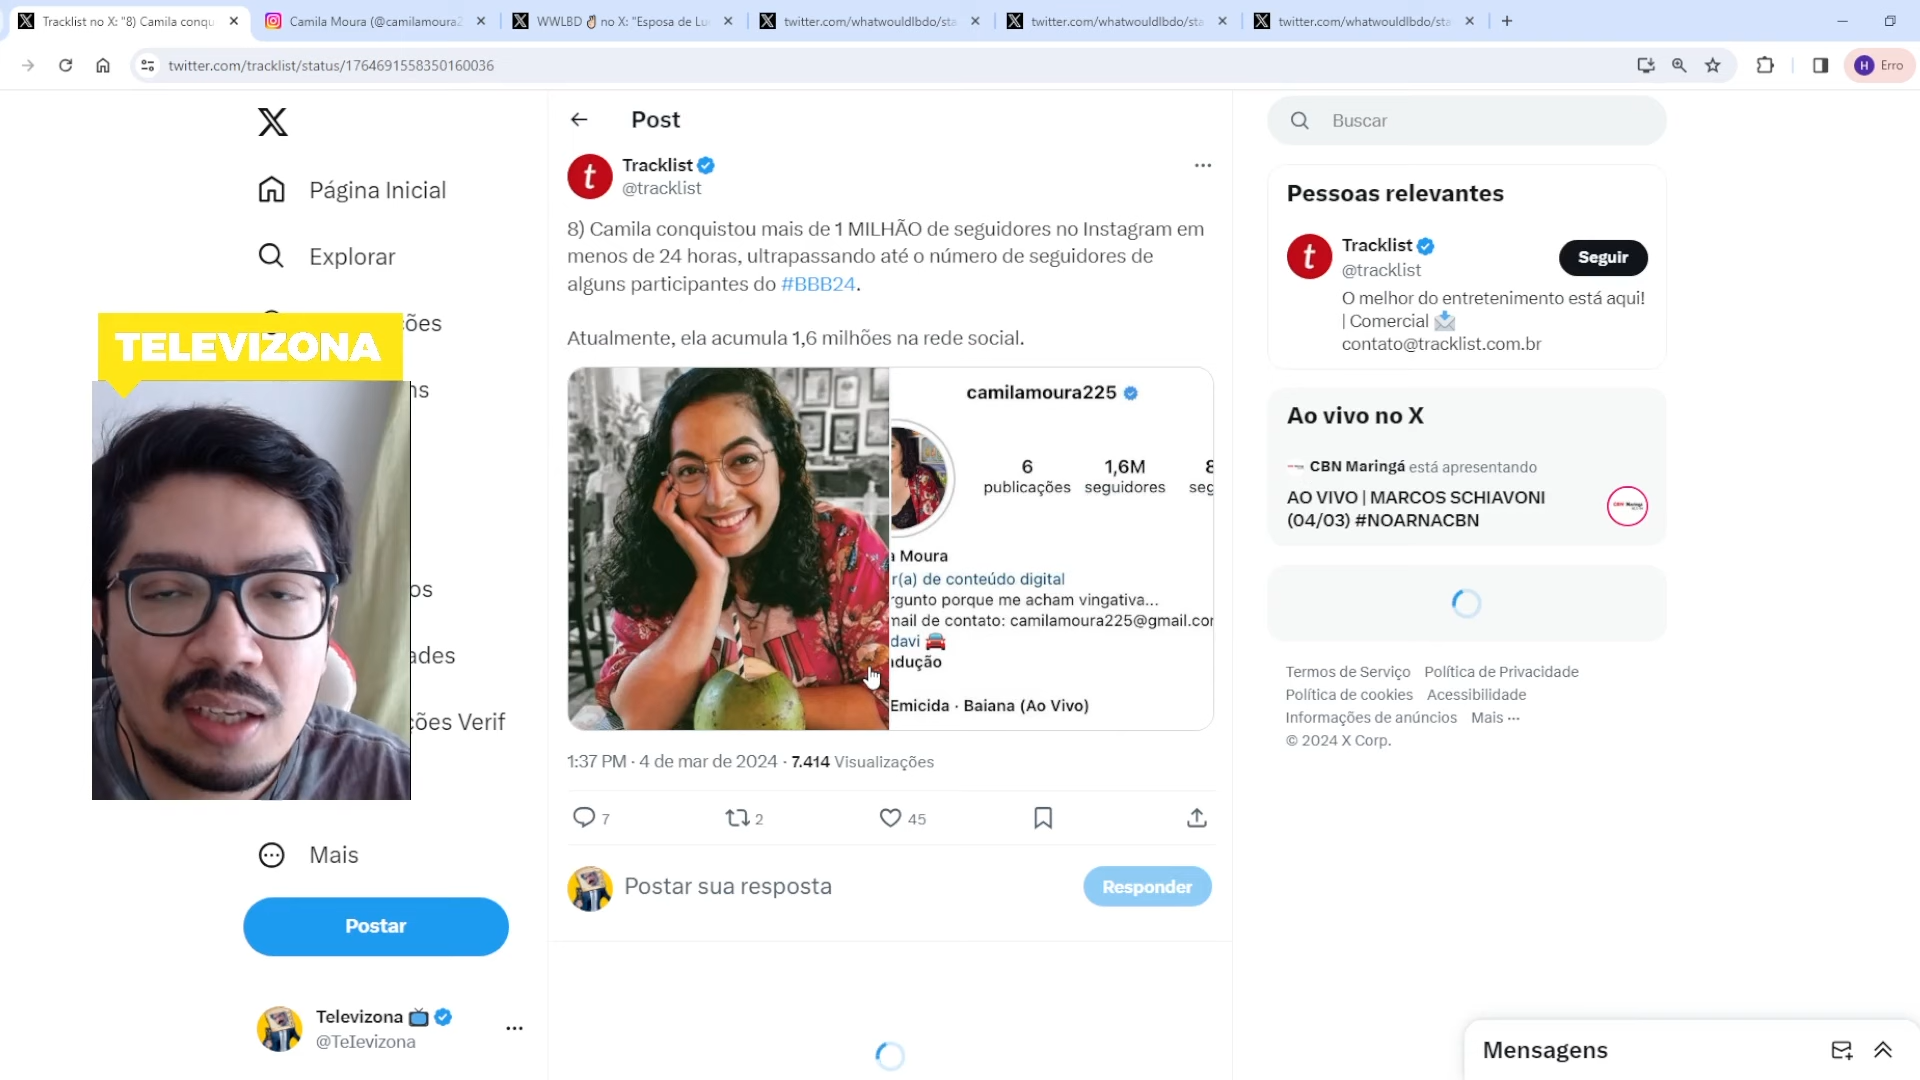 Tracklist no X: "8) Camila conqu
Camila Moura (@camilamoura2
WWLBD ✌🏼 no X: "Esposa de Lu
twitter.com/whatwouldlbdo/sta
twitter.com/whatwouldlbdo/sta
twitter.com/whatwouldlbdo/sta
twitter.com/tracklist/status/1764691558350160036
H Erro
Página Inicial
Explorar
ções
ns
os
ades
ções Verif
Mais
Postar
Televizona 📺
@TeIevizona
TELEVIZONA
Post
Tracklist
@tracklist
8) Camila conquistou mais de 1 MILHÃO de seguidores no Instagram em
menos de 24 horas, ultrapassando até o número de seguidores de
alguns participantes do #BBB24.
Atualmente, ela acumula 1,6 milhões na rede social.
camilamoura225
6 1,6M 8
publicações seguidores seg
a Moura
r(a) de conteúdo digital
rgunto porque me acham vingativa...
mail de contato: camilamoura225@gmail.cor
davi 🚘
adução
Emicida · Baiana (Ao Vivo)
1:37 PM · 4 de mar de 2024 · 7.414 Visualizações
7 2 45
Postar sua resposta
Responder
Buscar
Pessoas relevantes
Tracklist
@tracklist
Seguir
O melhor do entretenimento está aqui!
| Comercial 📩
contato@tracklist.com.br
Ao vivo no X
CBN Maringá está apresentando
AO VIVO | MARCOS SCHIAVONI
(04/03) #NOARNACBN
Termos de Serviço Política de Privacidade
Política de cookies Acessibilidade
Informações de anúncios Mais ···
© 2024 X Corp.
Mensagens